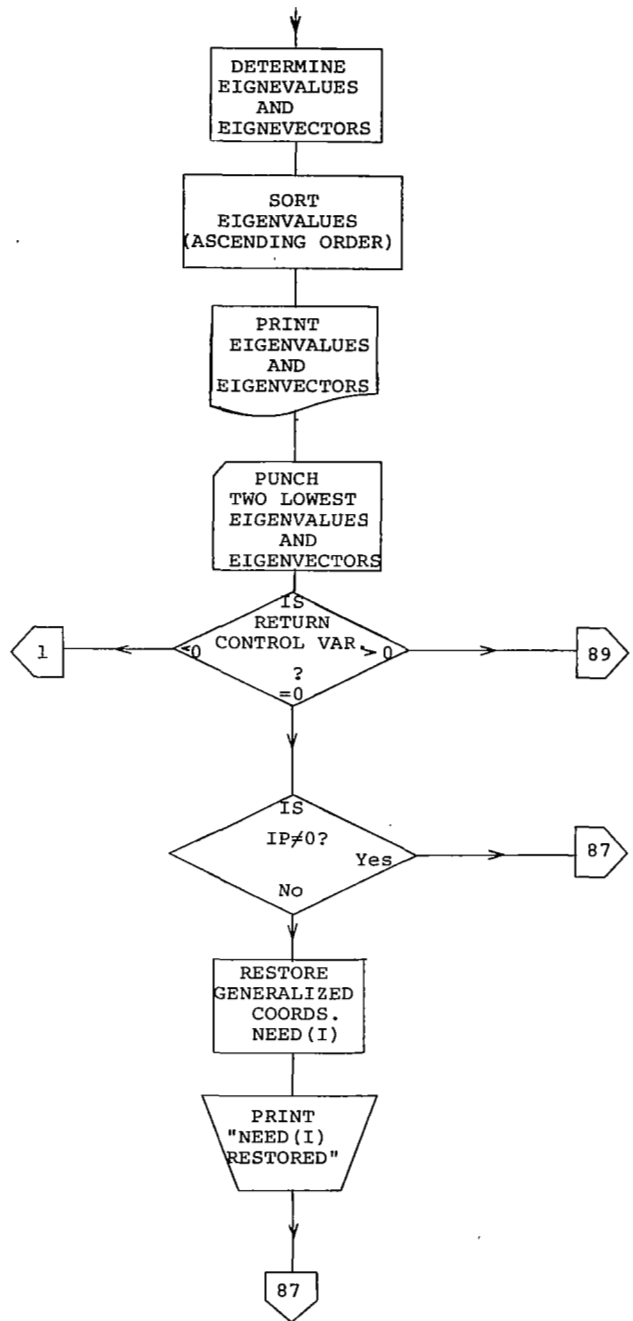 DETERMINE
EIGNEVALUES
AND
EIGNEVECTORS
SORT
EIGENVALUES
(ASCENDING ORDER)
PRINT
EIGENVALUES
AND
EIGENVECTORS
PUNCH
TWO LOWEST
EIGENVALUES
AND
EIGENVECTORS
IS
RETURN
CONTROL VAR.
1
<0
> 0
89
?
=0
IS
IP≠0?
Yes
87
No
RESTORE
GENERALIZED
COORDS.
NEED(I)
PRINT
"NEED(I)
RESTORED"
87